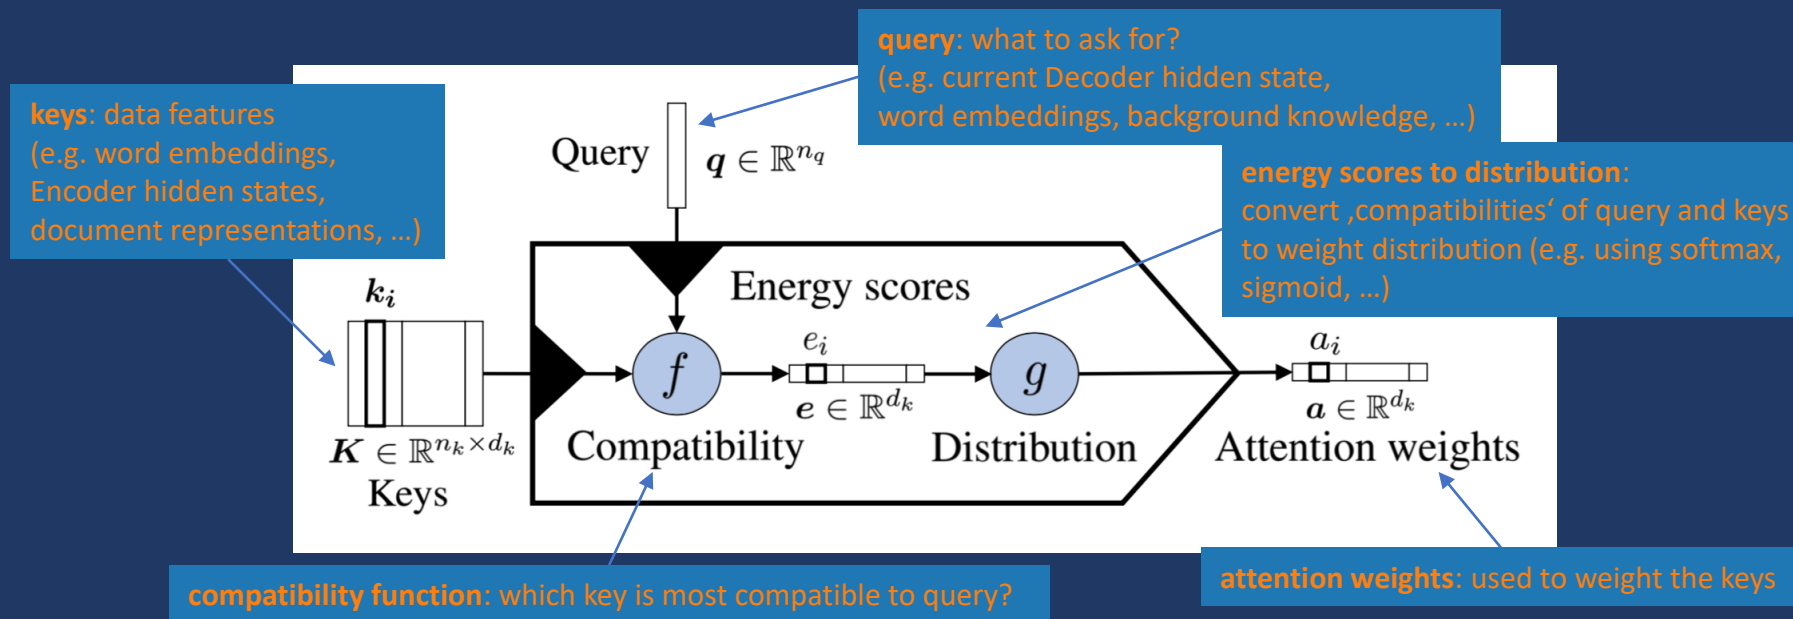 query: what to ask for?
(e.g. current Decoder hidden state,
word embeddings, background knowledge, …)
keys: data features
(e.g. word embeddings,
Encoder hidden states,
document representations, …)
Query
q ∈ ℝ^{n_q}
energy scores to distribution:
convert ‚compatibilities‘ of query and keys
to weight distribution (e.g. using softmax,
sigmoid, …)
k_i
Energy scores
e_i
a_i
f
g
e ∈ ℝ^{d_k}
a ∈ ℝ^{d_k}
K ∈ ℝ^{n_k × d_k}
Keys
Compatibility
Distribution
Attention weights
compatibility function: which key is most compatible to query?
attention weights: used to weight the keys